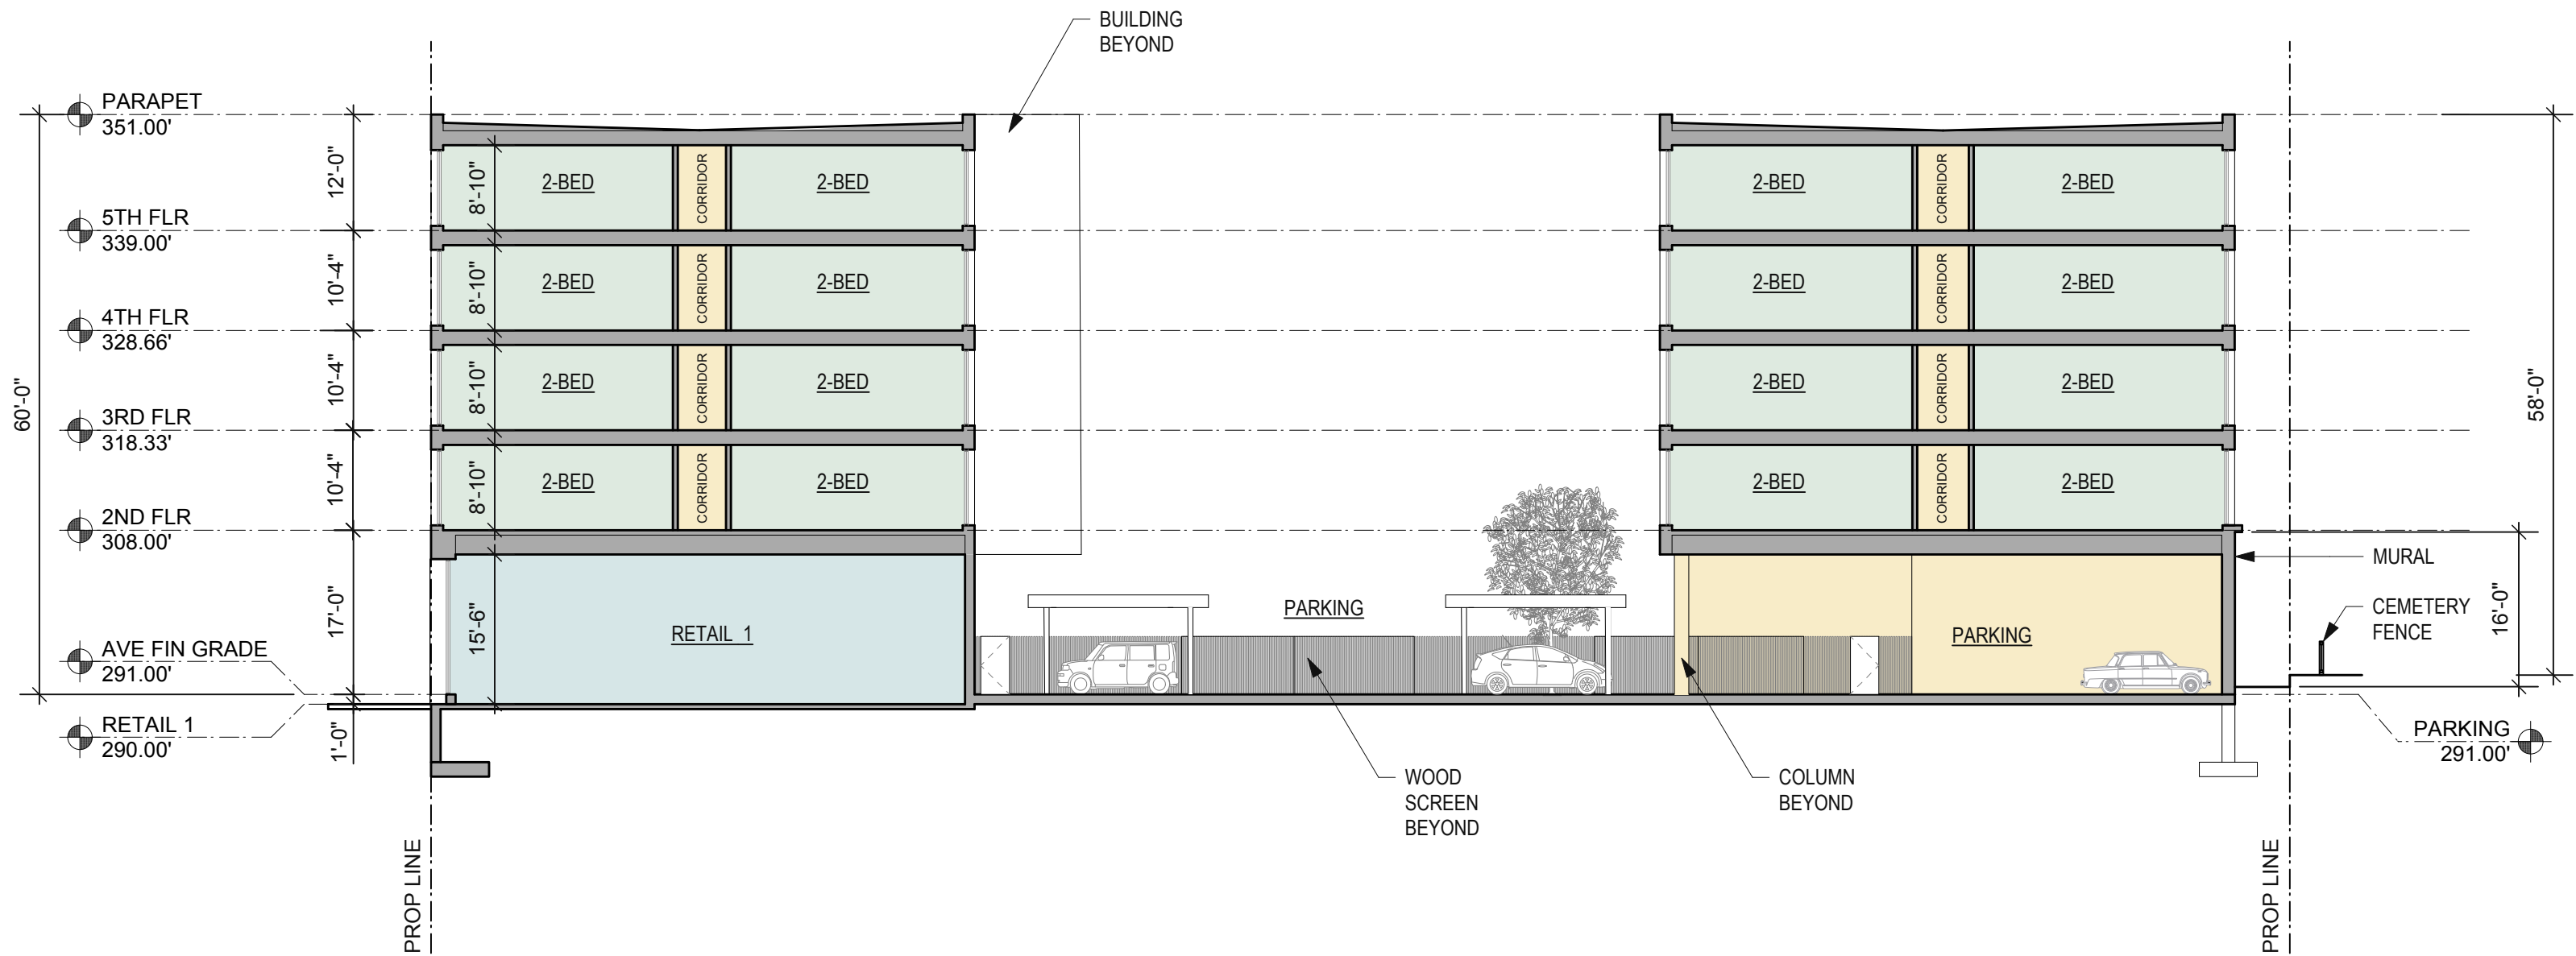 BUILDING
BEYOND
PARAPET
351.00'
5TH FLR
339.00'
4TH FLR
328.66'
3RD FLR
318.33'
2ND FLR
308.00'
AVE FIN GRADE
291.00'
RETAIL 1
290.00'
60'-0"
12'-0"
10'-4"
10'-4"
10'-4"
17'-0"
1'-0"
8'-10"
8'-10"
8'-10"
8'-10"
15'-6"
2-BED
CORRIDOR
2-BED
2-BED
CORRIDOR
2-BED
2-BED
CORRIDOR
2-BED
2-BED
CORRIDOR
2-BED
RETAIL 1
PARKING
2-BED
CORRIDOR
2-BED
2-BED
CORRIDOR
2-BED
2-BED
CORRIDOR
2-BED
2-BED
CORRIDOR
2-BED
PARKING
58'-0"
16'-0"
MURAL
CEMETERY
FENCE
PARKING
291.00'
WOOD
SCREEN
BEYOND
COLUMN
BEYOND
PROP LINE
PROP LINE